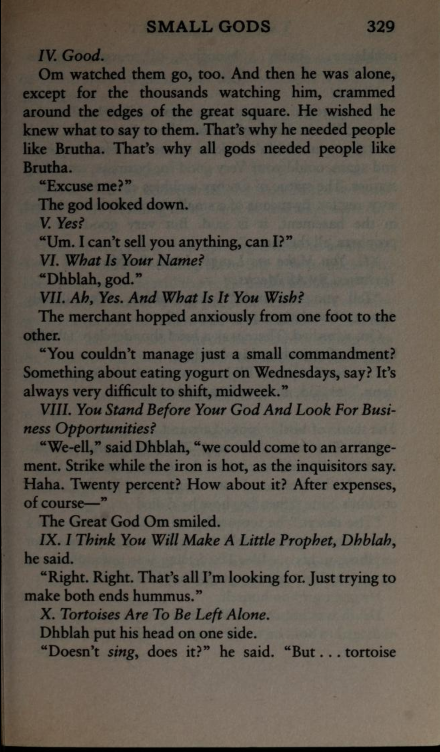 SMALL GODS 329
IV. Good.
Om watched them go, too. And then he was alone,
except for the thousands watching him, crammed
around the edges of the great square. He wished he
knew what to say to them. That's why he needed people
like Brutha. That's why all gods needed people like
Brutha.
"Excuse me?"
The god looked down.
V. Yes?
"Um. I can't sell you anything, can I?"
VI. What Is Your Name?
"Dhblah, god."
VII. Ah, Yes. And What Is It You Wish?
The merchant hopped anxiously from one foot to the
other.
"You couldn't manage just a small commandment?
Something about eating yogurt on Wednesdays, say? It's
always very difficult to shift, midweek."
VIII. You Stand Before Your God And Look For Busi-
ness Opportunities?
"We-ell," said Dhblah, "we could come to an arrange-
ment. Strike while the iron is hot, as the inquisitors say.
Haha. Twenty percent? How about it? After expenses,
of course—"
The Great God Om smiled.
IX. I Think You Will Make A Little Prophet, Dhblah,
he said.
"Right. Right. That's all I'm looking for. Just trying to
make both ends hummus."
X. Tortoises Are To Be Left Alone.
Dhblah put his head on one side.
"Doesn't sing, does it?" he said. "But . . . tortoise